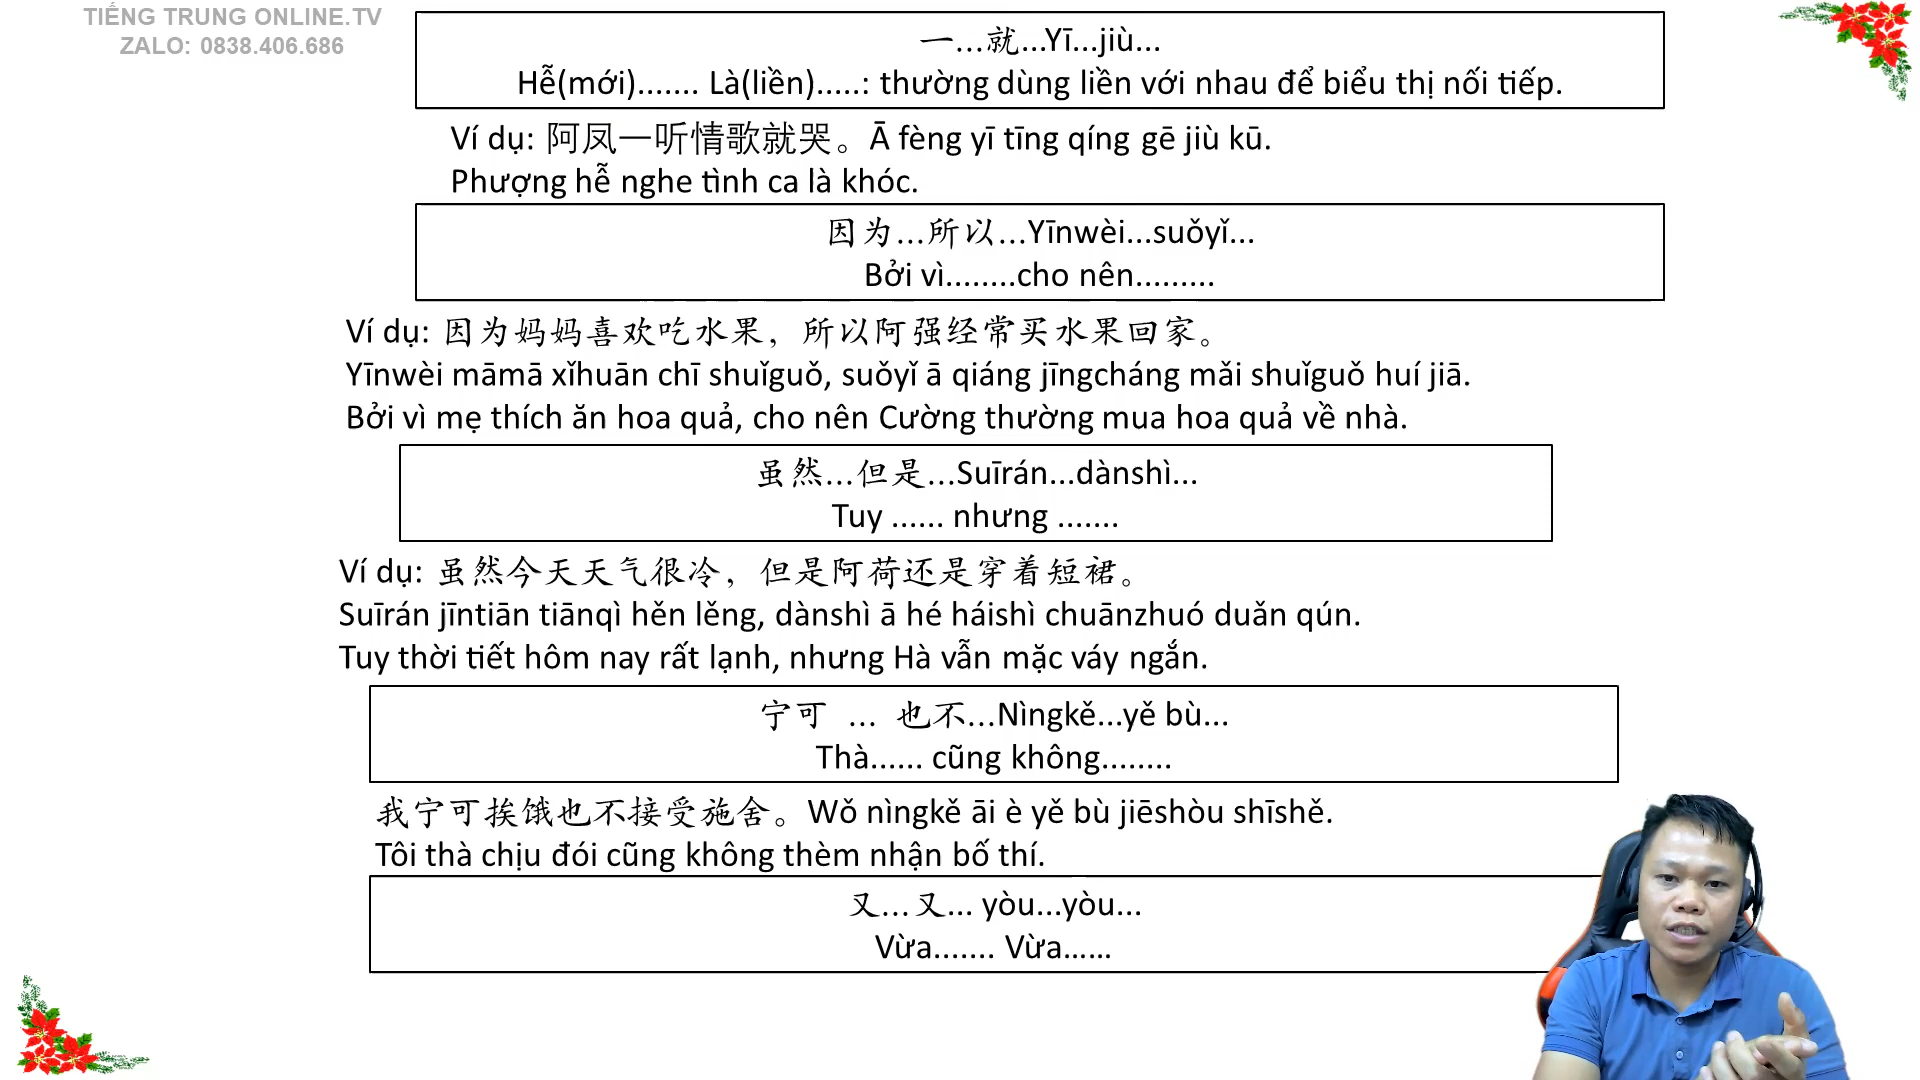 TIẾNG TRUNG ONLINE.TV
ZALO: 0838.406.686
一...就...Yī...jiù...
Hễ(mới)....... Là(liền).....: thường dùng liền với nhau để biểu thị nối tiếp.
Ví dụ: 阿凤一听情歌就哭。Ā fèng yī tīng qíng gē jiù kū.
Phượng hễ nghe tình ca là khóc.
因为...所以...Yīnwèi...suǒyǐ...
Bởi vì........cho nên.........
Ví dụ: 因为妈妈喜欢吃水果，所以阿强经常买水果回家。
Yīnwèi māmā xǐhuān chī shuǐguǒ, suǒyǐ ā qiáng jīngcháng mǎi shuǐguǒ huí jiā.
Bởi vì mẹ thích ăn hoa quả, cho nên Cường thường mua hoa quả về nhà.
虽然...但是...Suīrán...dànshì...
Tuy ...... nhưng .......
Ví dụ: 虽然今天天气很冷，但是阿荷还是穿着短裙。
Suīrán jīntiān tiānqì hěn lěng, dànshì ā hé háishì chuānzhuó duǎn qún.
Tuy thời tiết hôm nay rất lạnh, nhưng Hà vẫn mặc váy ngắn.
宁可 ... 也不...Nìngkě...yě bù...
Thà...... cũng không........
我宁可挨饿也不接受施舍。Wǒ nìngkě āi è yě bù jiēshòu shīshě.
Tôi thà chịu đói cũng không thèm nhận bố thí.
又...又... yòu...yòu...
Vừa....... Vừa......